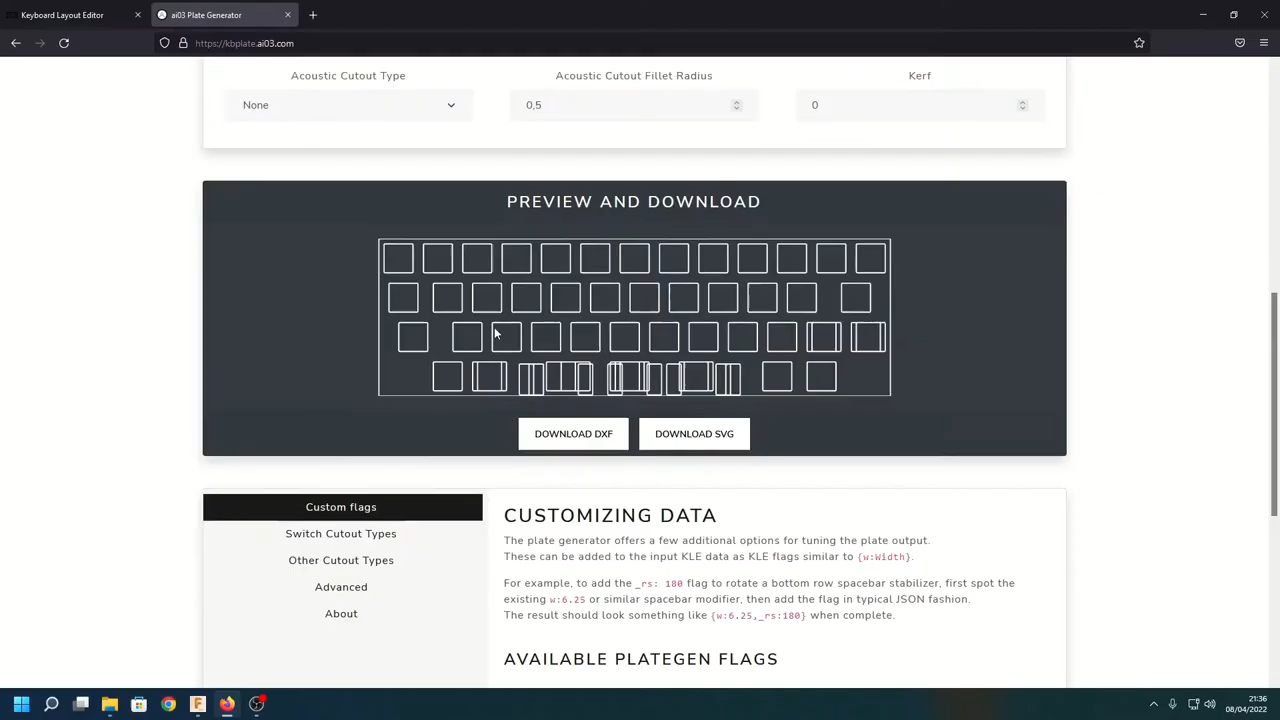 Keyboard Layout Editor
ai03 Plate Generator
https://kbplate.ai03.com
Acoustic Cutout Type
Acoustic Cutout Fillet Radius
Kerf
None
0,5
0
PREVIEW AND DOWNLOAD
DOWNLOAD DXF
DOWNLOAD SVG
Custom flags
Switch Cutout Types
Other Cutout Types
Advanced
About
CUSTOMIZING DATA
The plate generator offers a few additional options for tuning the plate output.
These can be added to the input KLE data as KLE flags similar to {w:Width}.
For example, to add the _rs: 180 flag to rotate a bottom row spacebar stabilizer, first spot the
existing w:6.25 or similar spacebar modifier, then add the flag in typical JSON fashion.
The result should look something like {w:6.25,_rs:180} when complete.
AVAILABLE PLATEGEN FLAGS
21:36
08/04/2022